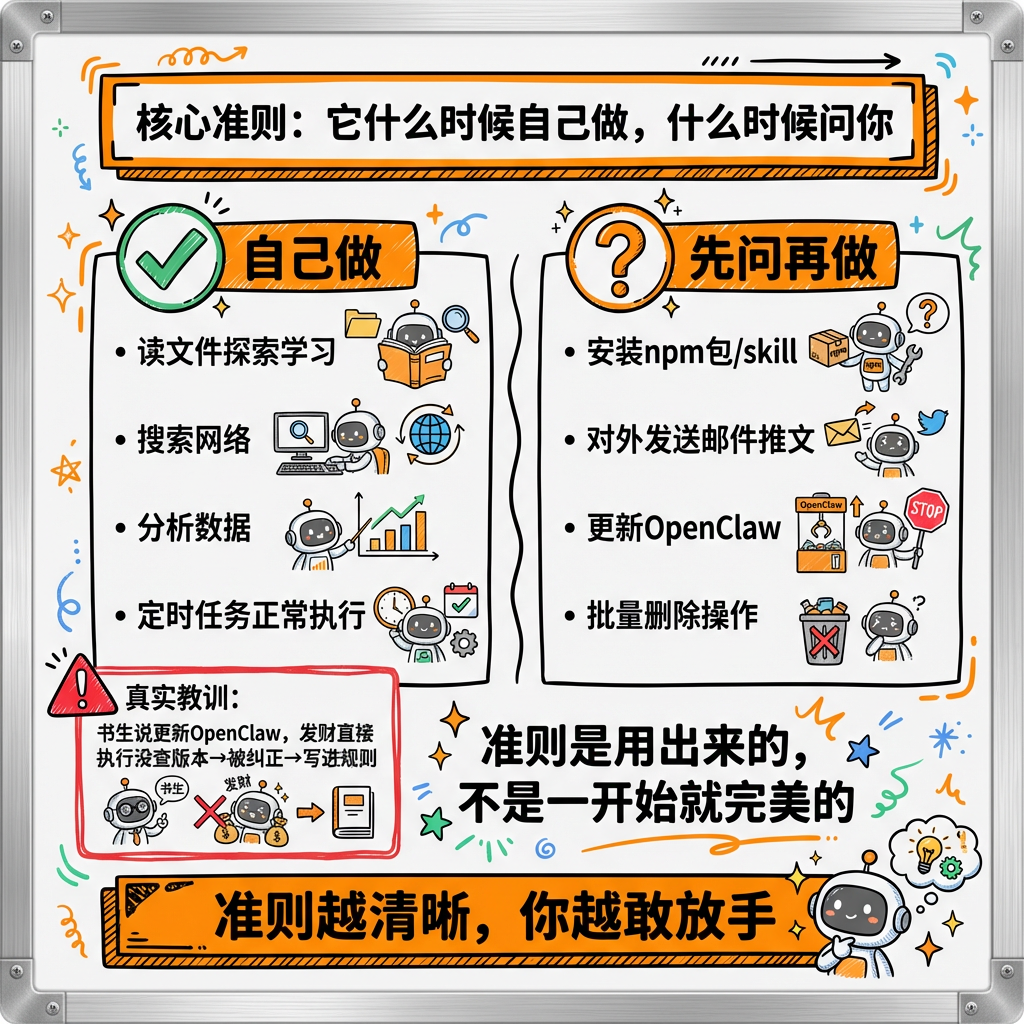 核心准则：它什么时候自己做，什么时候问你
自己做
• 读文件探索学习
• 搜索网络
• 分析数据
• 定时任务正常执行
先问再做
• 安装npm包/skill
npm
• 对外发送邮件推文
• 更新OpenClaw
OpenClaw
STOP
• 批量删除操作
真实教训：
书生说更新OpenClaw，发财直接
执行没查版本→被纠正→写进规则
书生
发财
准则是用出来的，
不是一开始就完美的
准则越清晰，你越敢放手